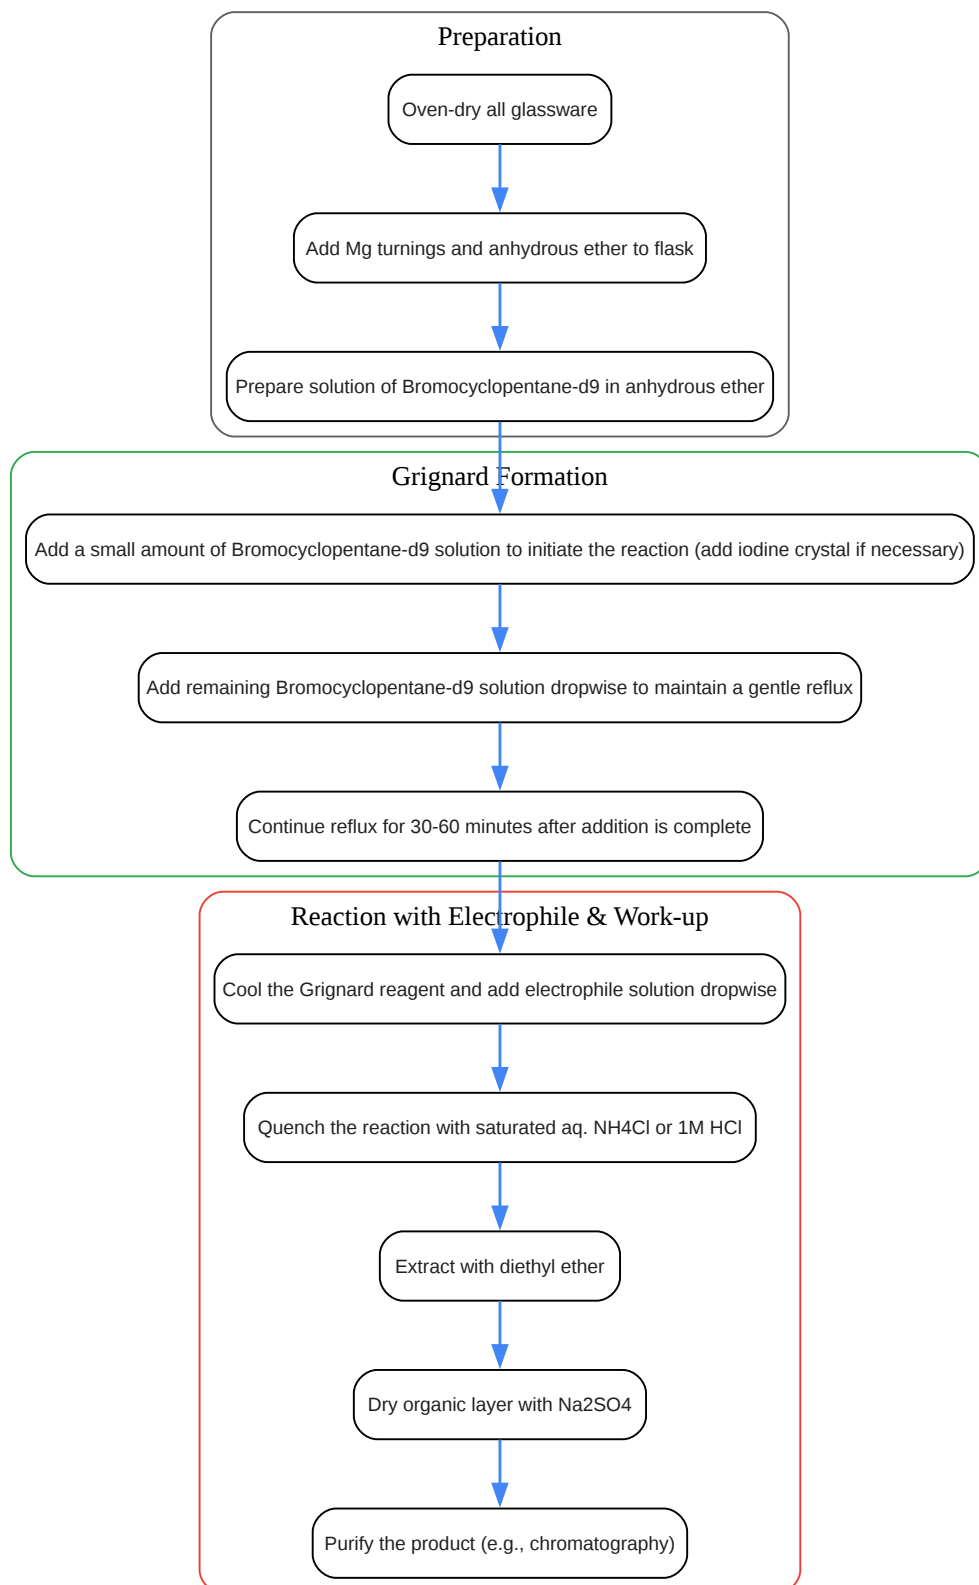 Preparation
Oven-dry all glassware
Add Mg turnings and anhydrous ether to flask
Prepare solution of Bromocyclopentane-d9 in anhydrous ether
Grignard Formation
Add a small amount of Bromocyclopentane-d9 solution to initiate the reaction (add iodine crystal if necessary)
Add remaining Bromocyclopentane-d9 solution dropwise to maintain a gentle reflux
Continue reflux for 30-60 minutes after addition is complete
Reaction with Electrophile & Work-up
Cool the Grignard reagent and add electrophile solution dropwise
Quench the reaction with saturated aq. NH4Cl or 1M HCl
Extract with diethyl ether
Dry organic layer with Na2SO4
Purify the product (e.g., chromatography)